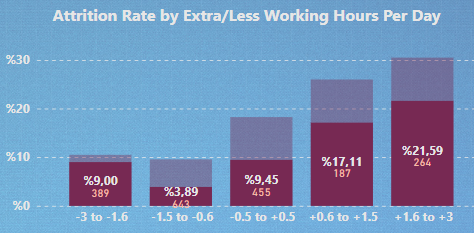 Attrition Rate by Extra/Less Working Hours Per Day
%30
%20
%10
%0
%9,00
389
%3,89
643
%9,45
455
%17,11
187
%21,59
264
-3 to -1.6
-1.5 to -0.6
-0.5 to +0.5
+0.6 to +1.5
+1.6 to +3